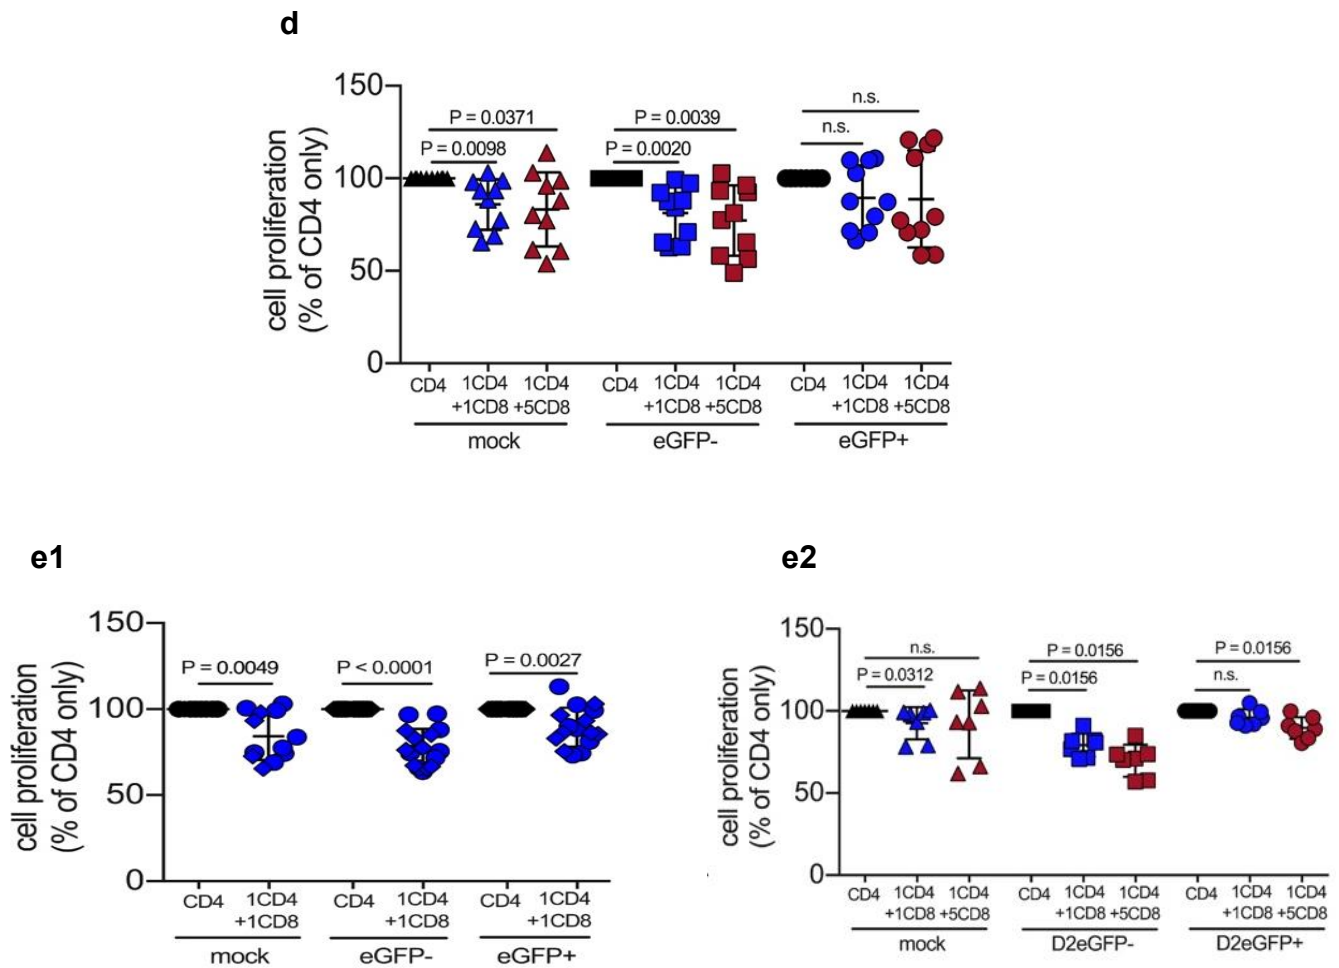 d
cell proliferation
(% of CD4 only)
150
100
50
0
P = 0.0371
P = 0.0098
P = 0.0039
P = 0.0020
n.s.
n.s.
CD4 1CD4 1CD4 CD4 1CD4 1CD4 CD4 1CD4 1CD4
+1CD8 +5CD8 +1CD8 +5CD8 +1CD8 +5CD8
mock eGFP- eGFP+
e1
cell proliferation
(% of CD4 only)
150
100
50
0
P = 0.0049
P < 0.0001
P = 0.0027
CD4 1CD4 CD4 1CD4 CD4 1CD4
+1CD8 +1CD8 +1CD8
mock eGFP- eGFP+
e2
cell proliferation
(% of CD4 only)
150
100
50
0
n.s.
P = 0.0312
P = 0.0156
P = 0.0156
P = 0.0156
n.s.
CD4 1CD4 1CD4 CD4 1CD4 1CD4 CD4 1CD4 1CD4
+1CD8 +5CD8 +1CD8 +5CD8 +1CD8 +5CD8
mock D2eGFP- D2eGFP+